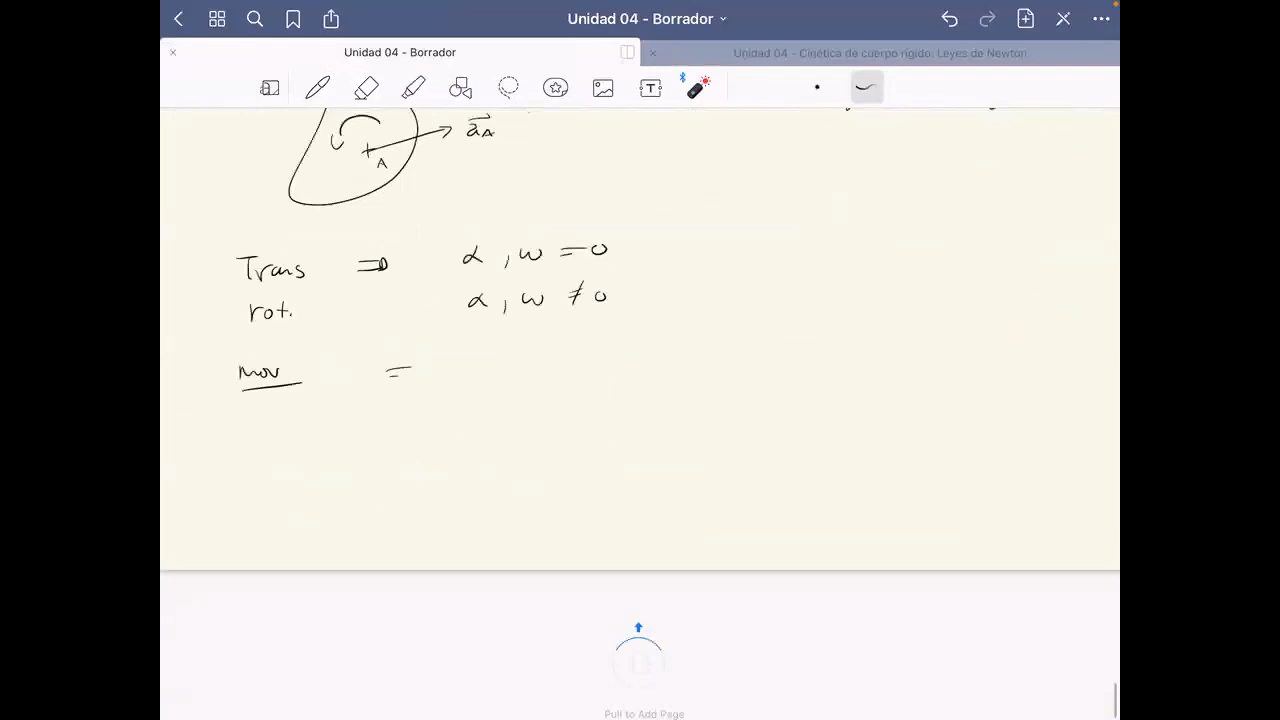 Unidad 04 - Borrador
Unidad 04 - Borrador
Unidad 04 - Cinética de cuerpo rígido: Leyes de Newton
T
a⃗A
A
Trans ⇒ α, ω = 0
rot. α, ω ≠ 0
mov =
Pull to Add Page